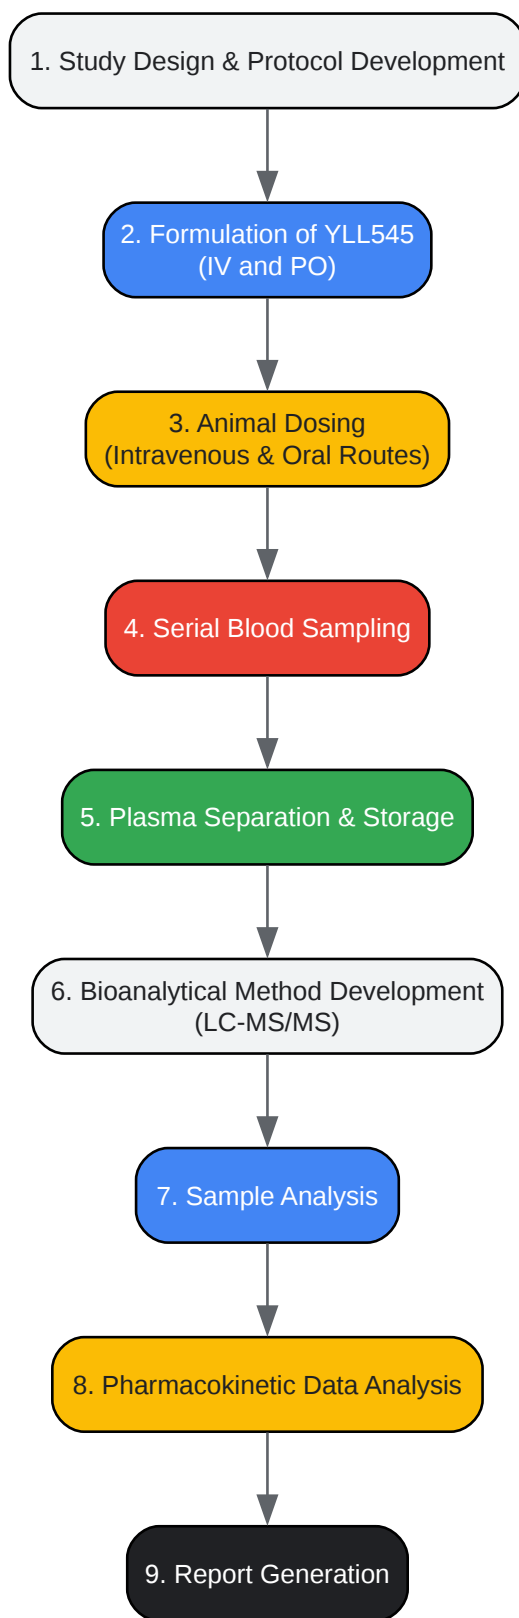 1. Study Design & Protocol Development
2. Formulation of YLL545
(IV and PO)
3. Animal Dosing
(Intravenous & Oral Routes)
4. Serial Blood Sampling
5. Plasma Separation & Storage
6. Bioanalytical Method Development
(LC-MS/MS)
7. Sample Analysis
8. Pharmacokinetic Data Analysis
9. Report Generation